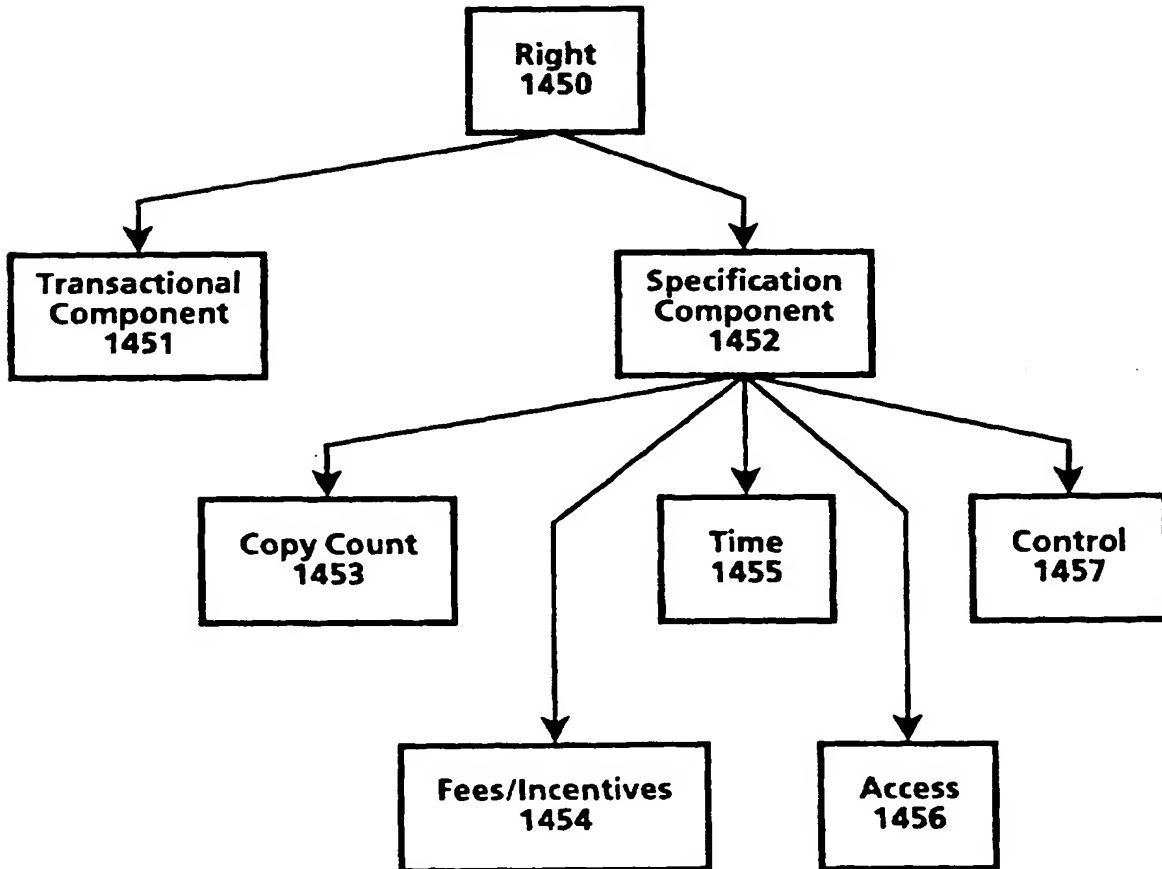 Right
1450
Transactional
Component
1451
Specification
Component
1452
Copy Count
1453
Time
1455
Control
1457
Fees/Incentives
1454
Access
1456